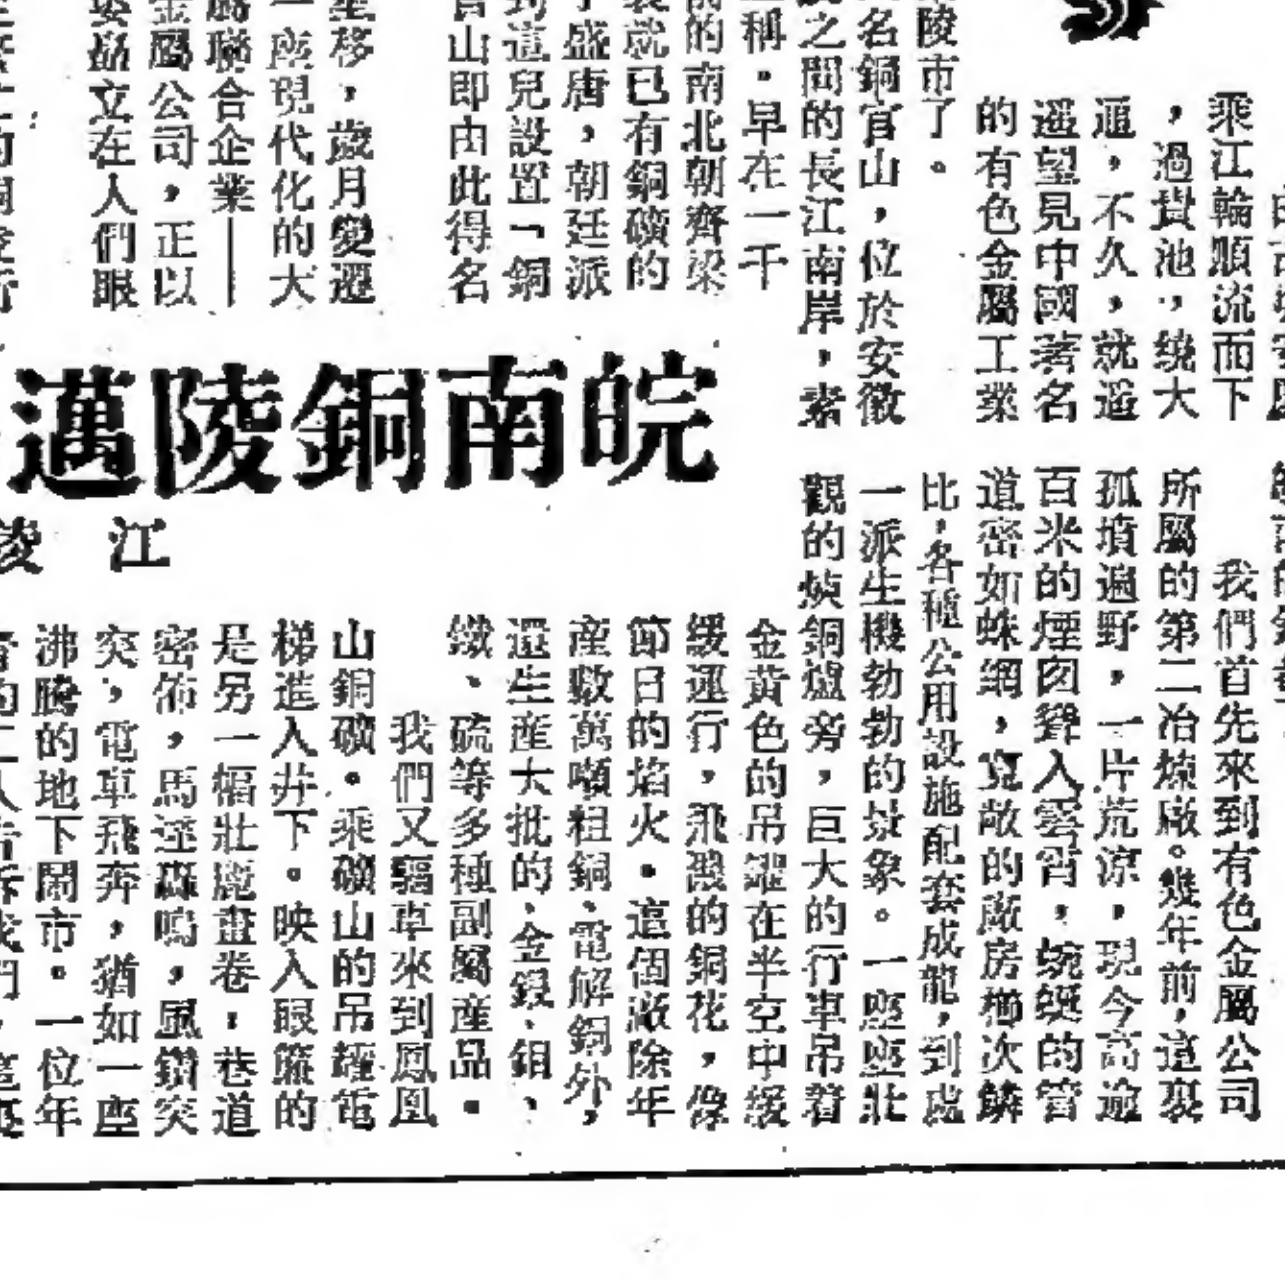 乘江輪順流而下
，過貴池，繞大
通，不久，就遥
遥望見中國著名
的有色金屬工業
陵市了。
名銅官山，位於安徽
之間的長江南岸，素
稱。早在一千
前的南北朝齊梁
就已有銅礦的
盛唐，朝廷派
到這兒設置「銅
官山即由此得名
星移，歲月變遷
一座現代化的大
屬聯合企業——
金屬公司，正以
姿矗立在人們眼
皖南銅陵邁
江凌
我們首先來到有色金屬公司
所屬的第二冶煉廠。幾年前，這裏
孤墳遍野，一片荒凉，現今高逾
百米的煙囱聳入雲霄，蜿蜒的管
道密如蛛網，寬敞的廠房櫛次鱗
比，各種公用設施配套成龍，到處
一派生機勃勃的景象。一座座壯
觀的煉銅爐旁，巨大的行車吊着
金黃色的吊罐在半空中緩
緩運行，飛濺的銅花，像
節日的焰火。這個廠除年
産數萬噸粗銅、電解銅外，
還生産大批的、金銀、鉬、
鐵、硫等多種副屬産品。
我們又驅車來到鳳凰
山銅礦。乘礦山的吊罐電
梯進入井下。映入眼簾的
是另一幅壯麗畫卷：巷道
密佈，馬達轟鳴，風鑽突
突，電車飛奔，猶如一座
沸騰的地下鬧市。一位年